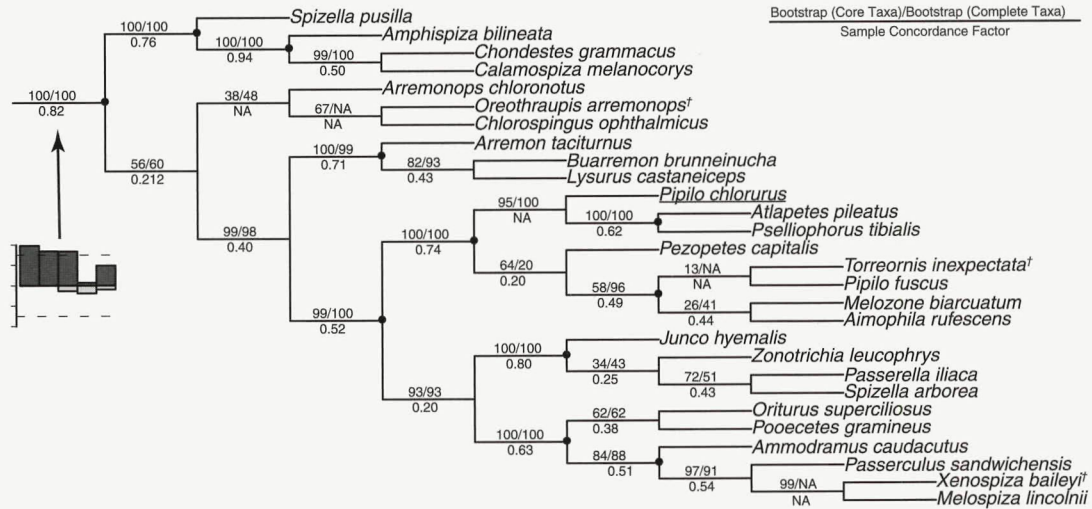 Bootstrap (Core Taxa)/Bootstrap (Complete Taxa)
Sample Concordance Factor
Spizella pusilla
100/100
0.76
Amphispiza bilineata
100/100
0.94
Chondestes grammacus
99/100
0.50
Calamospiza melanocorys
100/100
0.82
Arremonops chloronotus
38/48
NA
Oreothraupis arremonops†
67/NA
NA
Chlorospingus ophthalmicus
56/60
0.212
Arremon taciturnus
100/99
0.71
Buarremon brunneinucha
82/93
0.43
Lysurus castaneiceps
99/98
0.40
Pipilo chlorurus
95/100
NA
Atlapetes pileatus
100/100
0.62
Pselliophorus tibialis
100/100
0.74
Pezopetes capitalis
64/20
0.20
Torreornis inexpectata†
13/NA
NA
Pipilo fuscus
58/96
0.49
Melozone biarcuatum
26/41
0.44
Aimophila rufescens
99/100
0.52
Junco hyemalis
100/100
0.80
Zonotrichia leucophrys
34/43
0.25
Passerella iliaca
72/51
0.43
Spizella arborea
93/93
0.20
Oriturus superciliosus
62/62
0.38
Pooecetes gramineus
100/100
0.63
Ammodramus caudacutus
84/88
0.51
Passerculus sandwichensis
97/91
0.54
Xenospiza baileyi†
99/NA
NA
Melospiza lincolnii